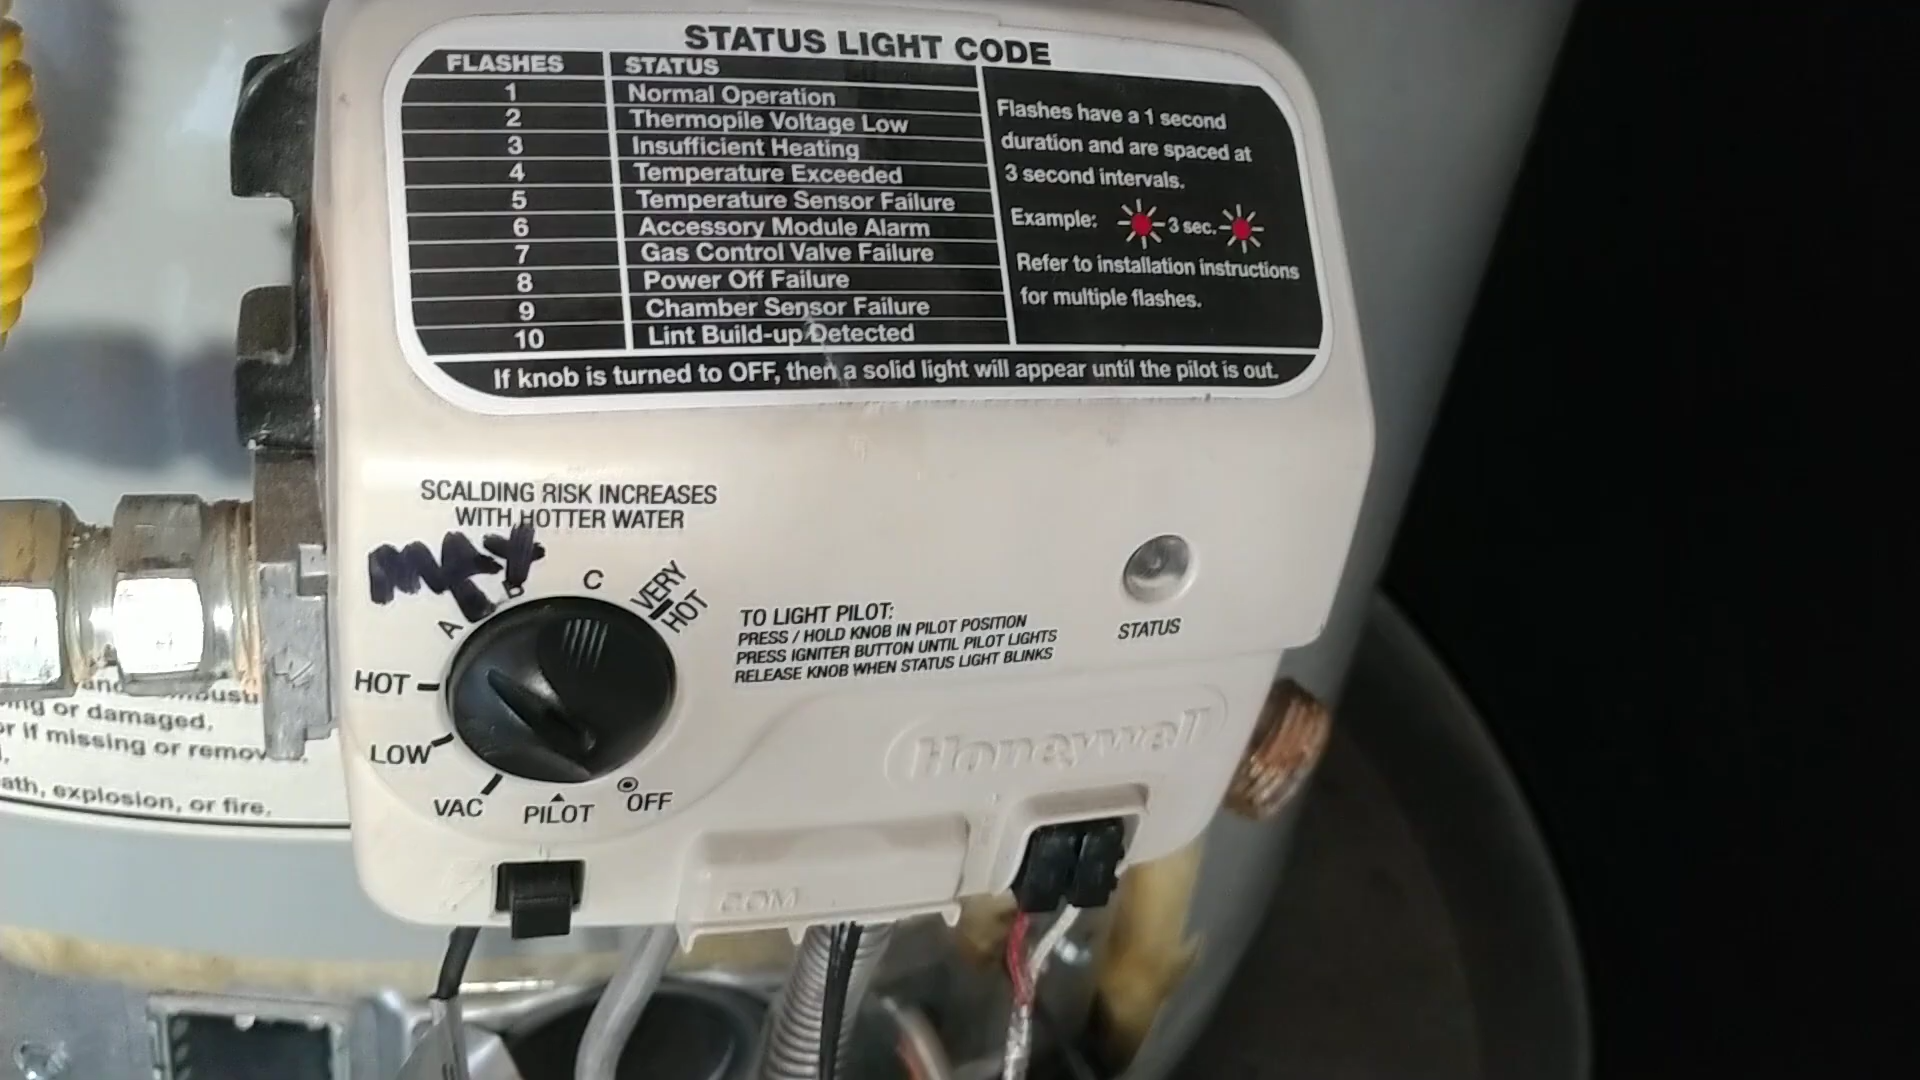 STATUS LIGHT CODE
FLASHES STATUS
1 Normal Operation
2 Thermopile Voltage Low
3 Insufficient Heating
4 Temperature Exceeded
5 Temperature Sensor Failure
6 Accessory Module Alarm
7 Gas Control Valve Failure
8 Power Off Failure
9 Chamber Sensor Failure
10 Lint Build-up Detected
Flashes have a 1 second
duration and are spaced at
3 second intervals.
Example: 3 sec.
Refer to installation instructions
for multiple flashes.
If knob is turned to OFF, then a solid light will appear until the pilot is out.
SCALDING RISK INCREASES
WITH HOTTER WATER
MAX
A
B
C
VERY
HOT
HOT
LOW
VAC
PILOT
OFF
TO LIGHT PILOT:
PRESS / HOLD KNOB IN PILOT POSITION
PRESS IGNITER BUTTON UNTIL PILOT LIGHTS
RELEASE KNOB WHEN STATUS LIGHT BLINKS
STATUS
Honeywell
COM
or damaged.
if missing or
explosion, or fire.